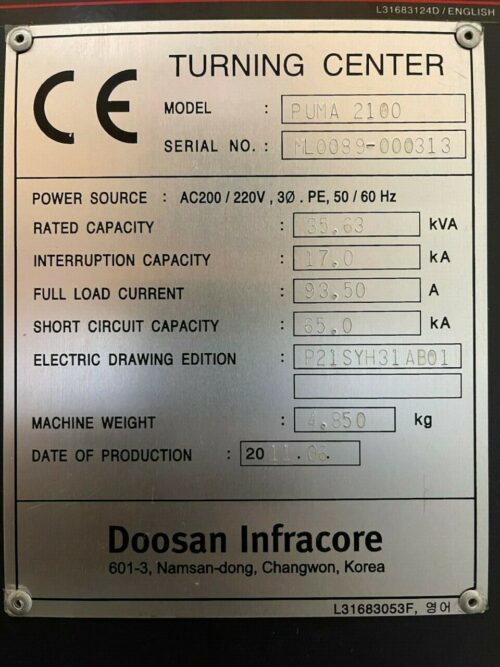 L31683124D / ENGLISH
CE TURNING CENTER
MODEL : PUMA 2100
SERIAL NO. : ML0089-000313
POWER SOURCE : AC200 / 220V , 3Ø . PE, 50 / 60 Hz
RATED CAPACITY : 35.63 kVA
INTERRUPTION CAPACITY : 17.0 kA
FULL LOAD CURRENT : 93.50 A
SHORT CIRCUIT CAPACITY : 65.0 kA
ELECTRIC DRAWING EDITION : P21SYH31AB01
MACHINE WEIGHT : 4,850 kg
DATE OF PRODUCTION : 2011.06.
Doosan Infracore
601-3, Namsan-dong, Changwon, Korea
L31683053F, 영어